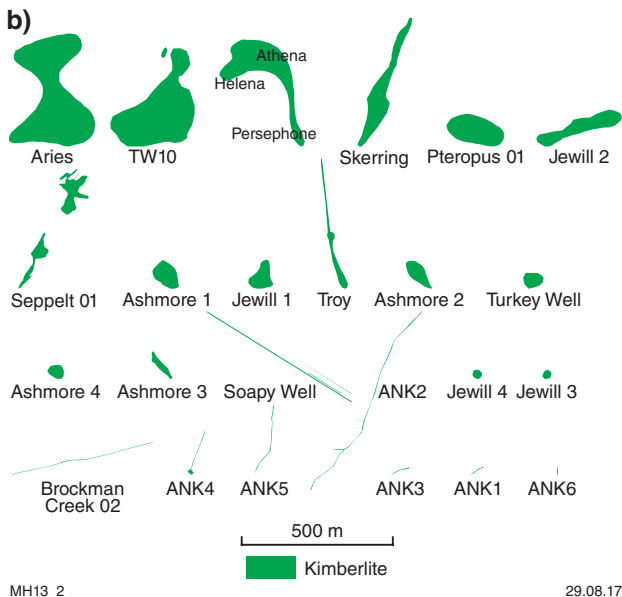 b)
Athena
Helena
Persephone
Aries
TW10
Skerring
Pteropus 01
Jewill 2
Seppelt 01
Ashmore 1
Jewill 1
Troy
Ashmore 2
Turkey Well
Ashmore 4
Ashmore 3
Soapy Well
ANK2
Jewill 4
Jewill 3
Brockman
Creek 02
ANK4
ANK5
ANK3
ANK1
ANK6
500 m
Kimberlite
MH13 2
29.08.17